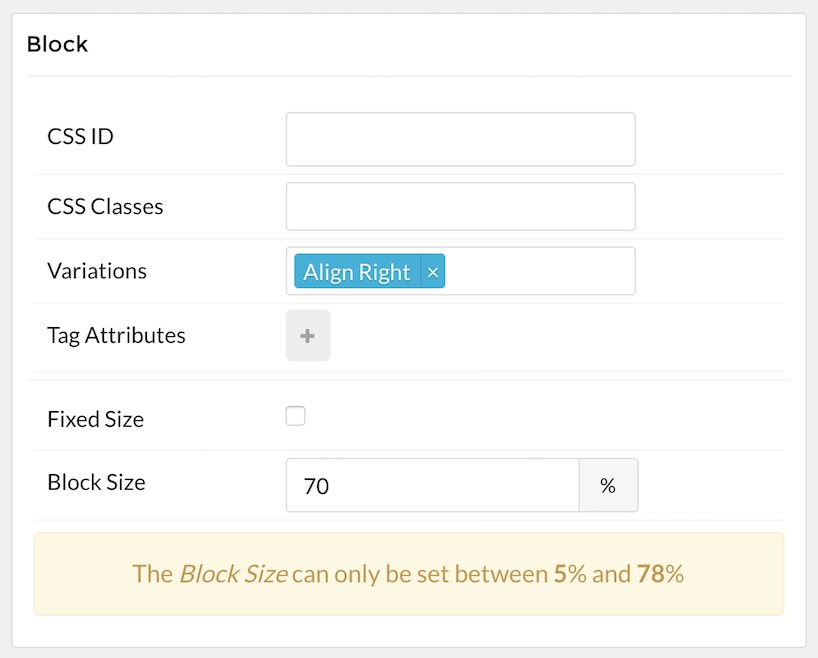 Block
CSS ID
CSS Classes
Variations
Align Right ×
Tag Attributes
+
Fixed Size
Block Size
70
%
The Block Size can only be set between 5% and 78%